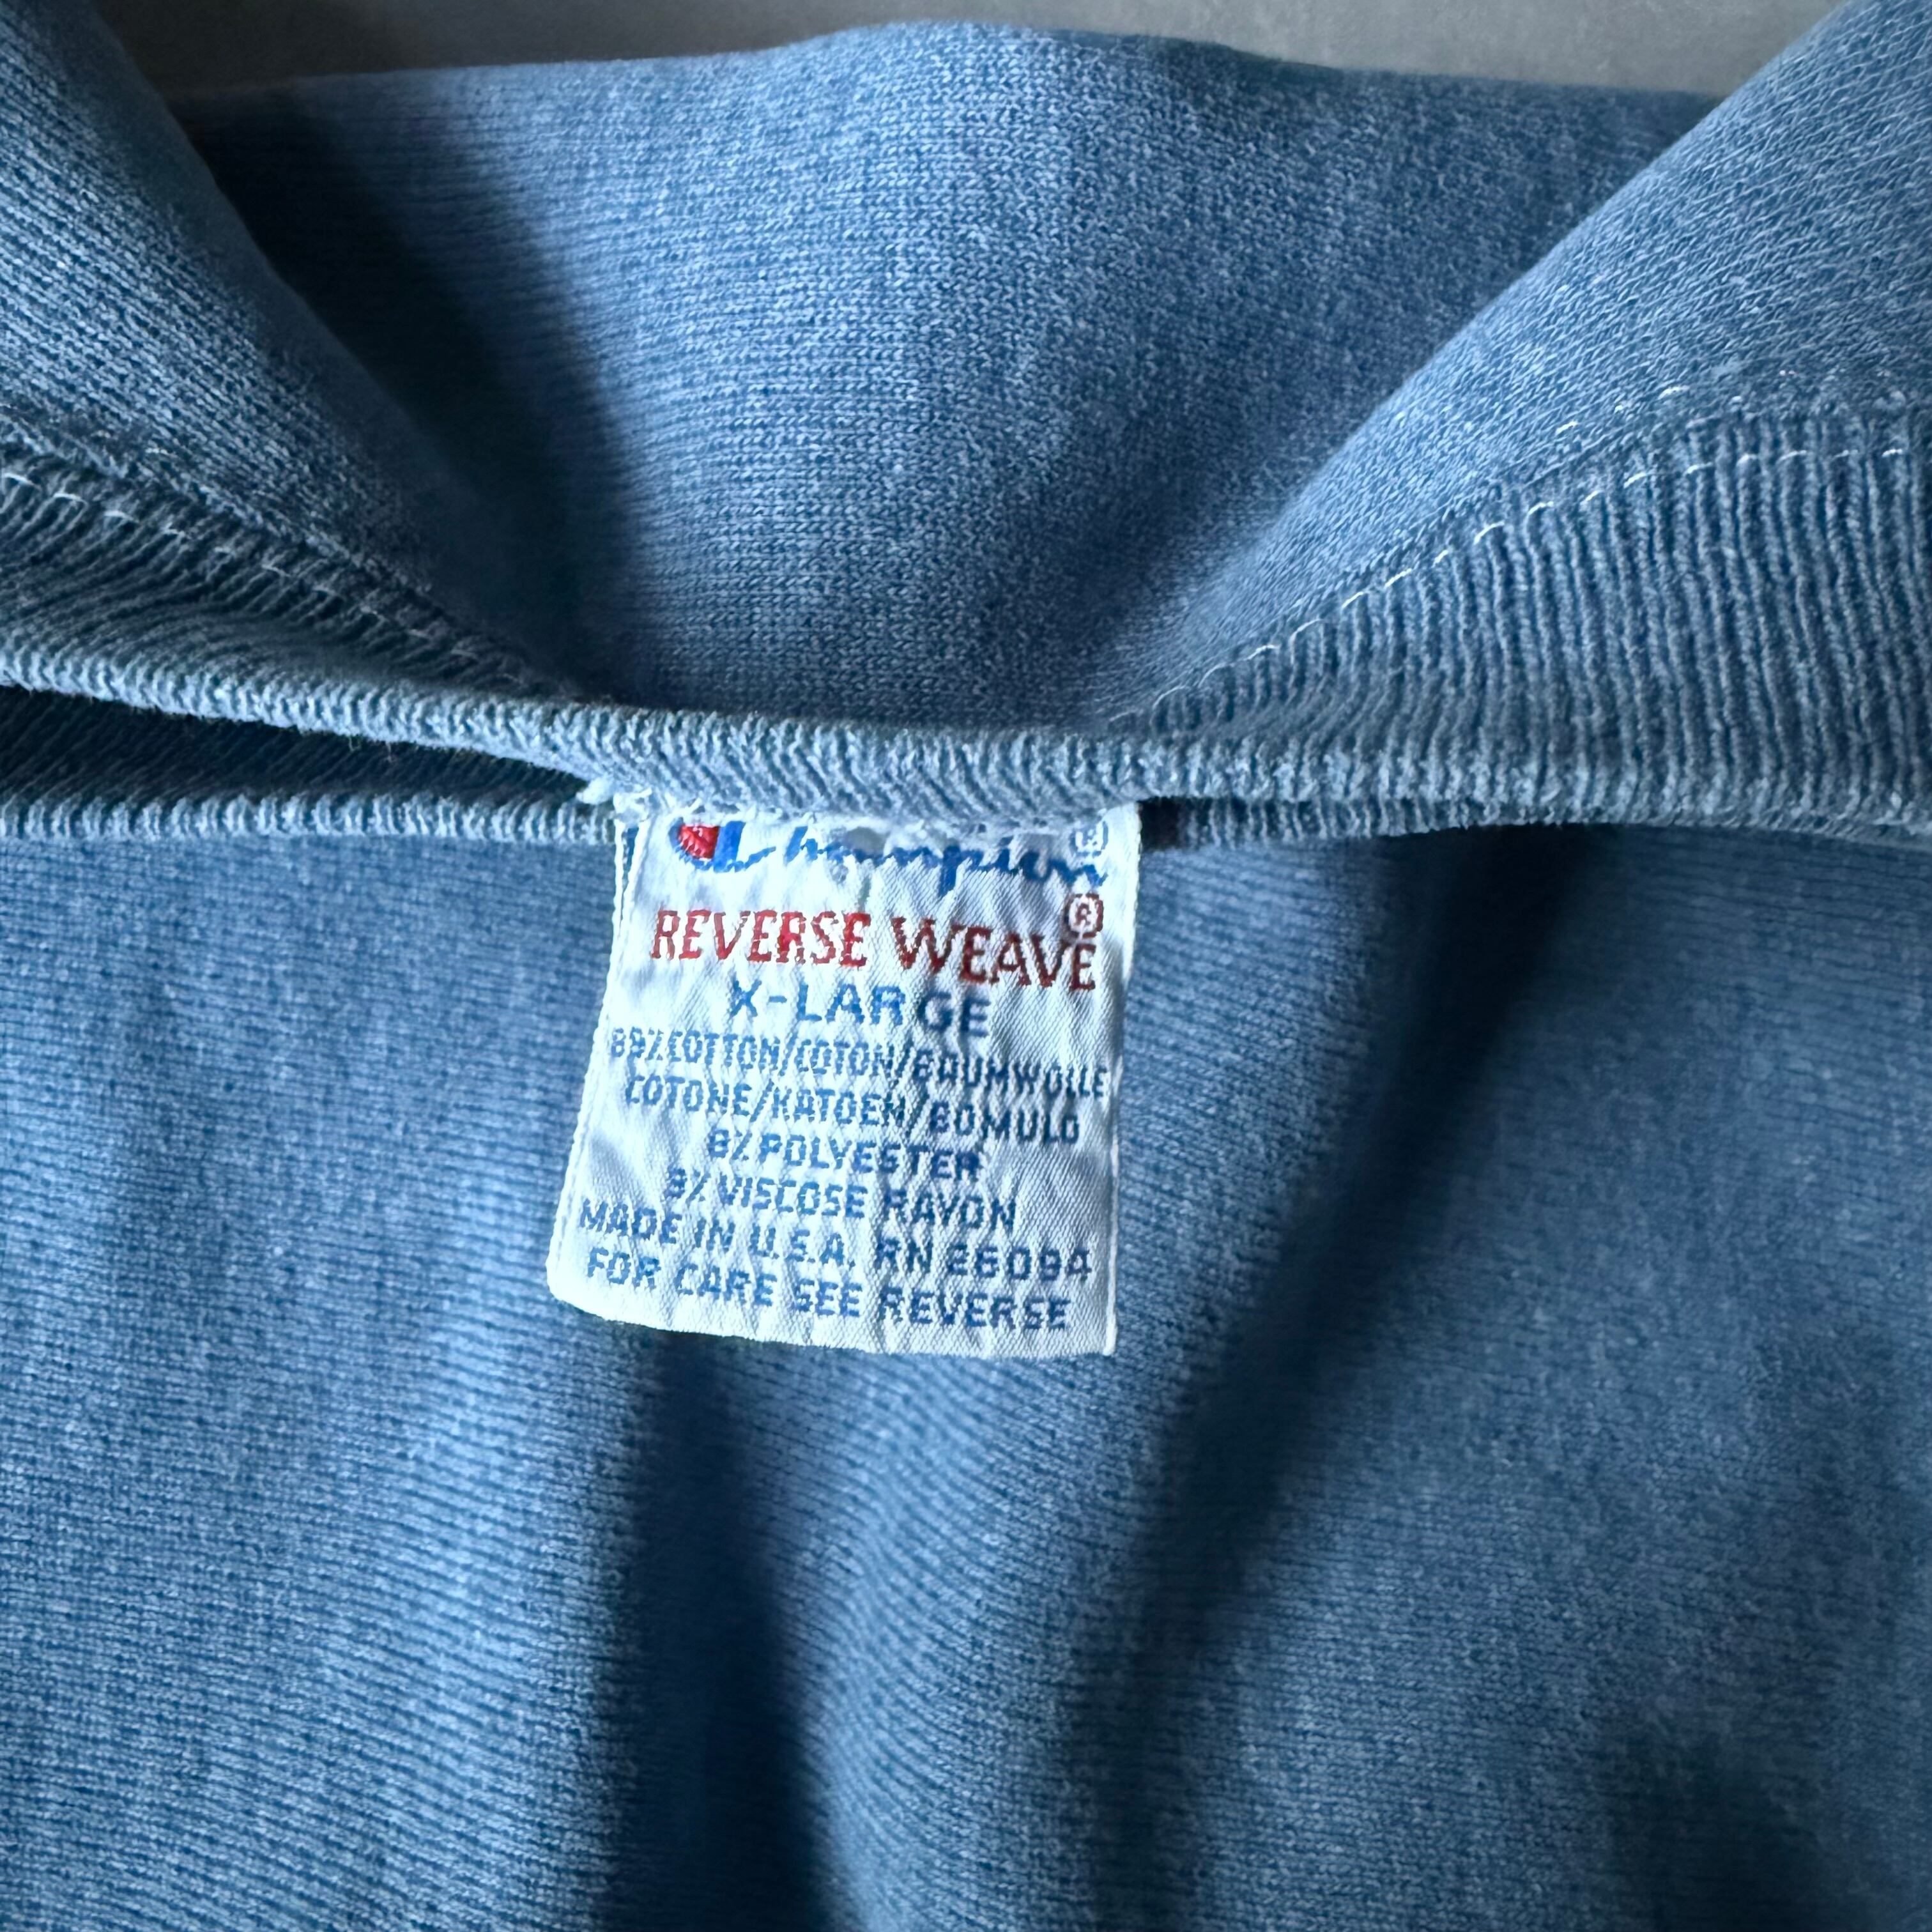 Champion®
REVERSE WEAVE®
X-LARGE
89% COTTON/COTON/BAUMWOLLE
COTONE/KATOEN/BOMULD
8% POLYESTER
3% VISCOSE RAYON
MADE IN U.S.A. RN 26094
FOR CARE SEE REVERSE